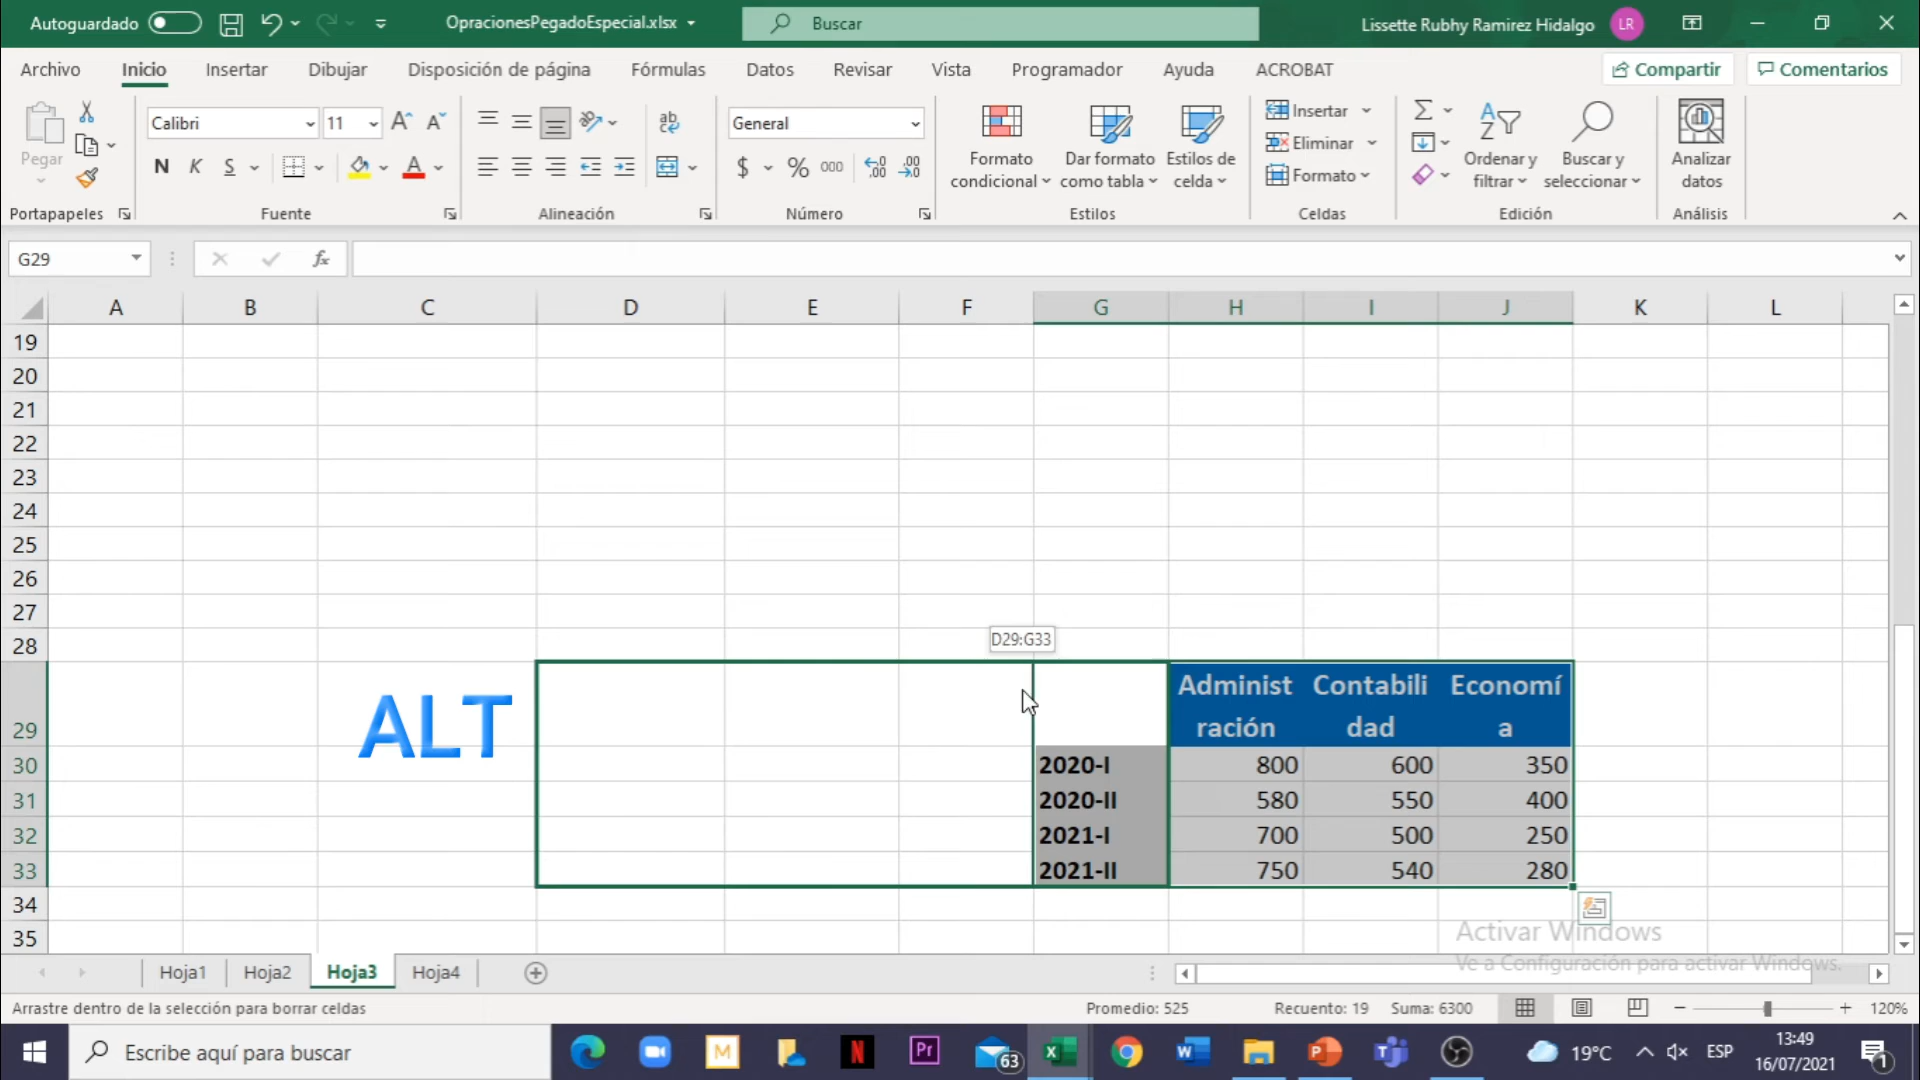 Autoguardado
OpracionesPegadoEspecial.xlsx
Buscar
Lissette Rubhy Ramirez Hidalgo
LR
Archivo Inicio Insertar Dibujar Disposición de página Fórmulas Datos Revisar Vista Programador Ayuda ACROBAT Compartir Comentarios
Pegar
Portapapeles
Calibri 11
N K S
Fuente
Alineación
General
$ % 000
Número
Formato condicional
Dar formato como tabla
Estilos de celda
Estilos
Insertar
Eliminar
Formato
Celdas
Ordenar y filtrar
Buscar y seleccionar
Edición
Analizar datos
Análisis
G29
fx
A B C D E F G H I J K L
19
20
21
22
23
24
25
26
27
28
D29:G33
29 ALT Administ ración Contabili dad Economí a
30 2020-I 800 600 350
31 2020-II 580 550 400
32 2021-I 700 500 250
33 2021-II 750 540 280
34
35
Activar Windows
Ve a Configuración para activar Windows.
Hoja1 Hoja2 Hoja3 Hoja4
Arrastre dentro de la selección para borrar celdas
Promedio: 525 Recuento: 19 Suma: 6300 120%
Escribe aquí para buscar
M
N
Pr
63
19°C
ESP
13:49
16/07/2021
1